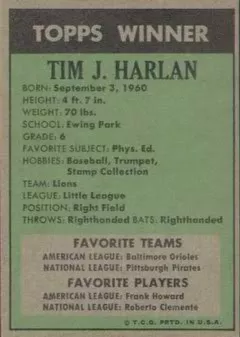 TOPPS WINNER
TIM J. HARLAN
BORN: September 3, 1960
HEIGHT: 4 ft. 7 in.
WEIGHT: 70 lbs.
SCHOOL: Ewing Park
GRADE: 6
FAVORITE SUBJECT: Phys. Ed.
HOBBIES: Baseball, Trumpet,
Stamp Collection
TEAM: Lions
LEAGUE: Little League
POSITION: Right Field
THROWS: Righthanded BATS: Righthanded
FAVORITE TEAMS
AMERICAN LEAGUE: Baltimore Orioles
NATIONAL LEAGUE: Pittsburgh Pirates
FAVORITE PLAYERS
AMERICAN LEAGUE: Frank Howard
NATIONAL LEAGUE: Roberto Clemente
© T.C.G. PRTD. IN U.S.A.